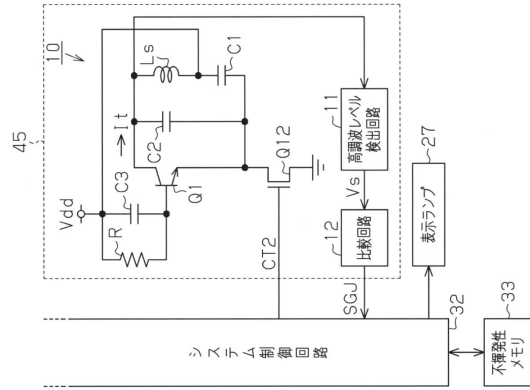 45
10
Vdd
R
C3
It
C2
Ls
C1
Q1
Q12
CT2
システム制御回路
SGJ
12
比較回路
Vs
11
高調波レベル
検出回路
27
表示ランプ
32
33
不揮発性
メモリ